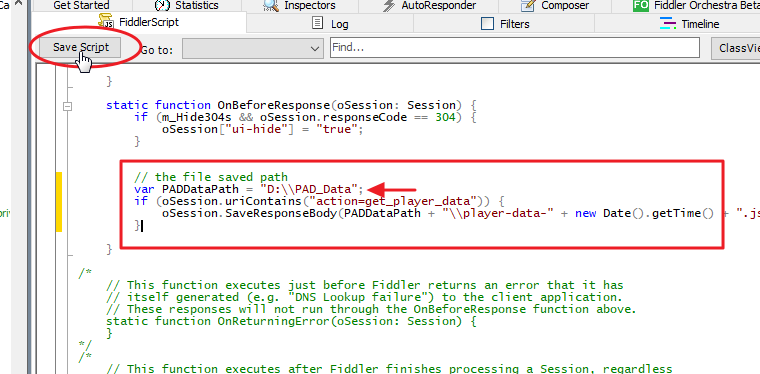 Get Started Statistics Inspectors AutoResponder Composer FO Fiddler Orchestra Beta
FiddlerScript Log Filters Timeline
Save Script Go to: Find... ClassVie
}
static function OnBeforeResponse(oSession: Session) {
if (m_Hide304s && oSession.responseCode == 304) {
oSession["ui-hide"] = "true";
}
// the file saved path
var PADDataPath = "D:\\PAD_Data";
if (oSession.uriContains("action=get_player_data")) {
oSession.SaveResponseBody(PADDataPath + "\\player-data-" + new Date().getTime() + ".js
}
}
/*
// This function executes just before Fiddler returns an error that it has
// itself generated (e.g. "DNS Lookup failure") to the client application.
// These responses will not run through the OnBeforeResponse function above.
static function OnReturningError(oSession: Session) {
}
*/
/*
// This function executes after Fiddler finishes processing a Session, regardless